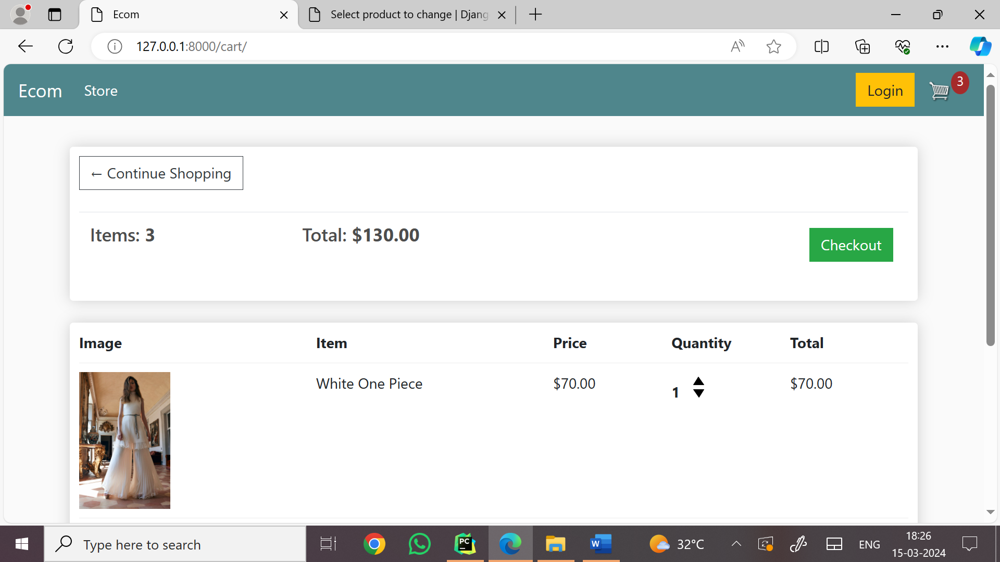 Ecom
Select product to change | Djang
127.0.0.1:8000/cart/
Ecom Store Login 3
← Continue Shopping
Items: 3 Total: $130.00
Checkout
Image Item Price Quantity Total
White One Piece $70.00 1 $70.00
Type here to search
PC
W
32°C
ENG
18:26
15-03-2024